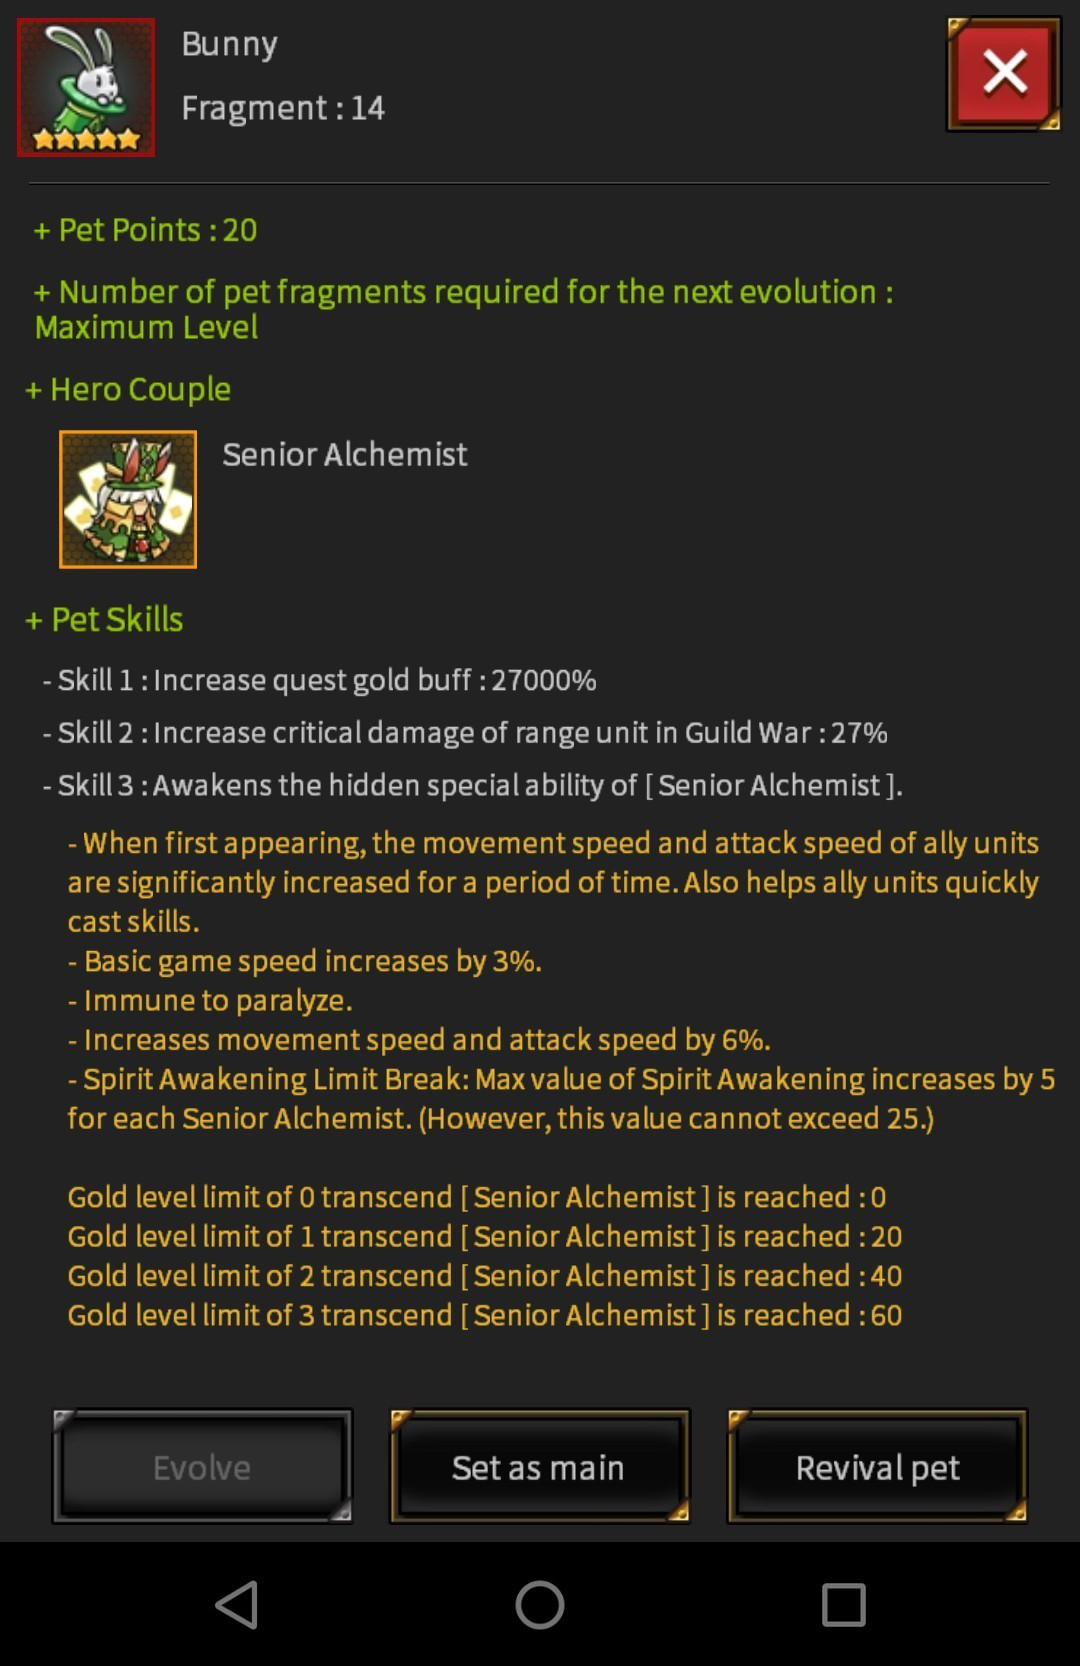 Bunny
Fragment : 14
+ Pet Points : 20
+ Number of pet fragments required for the next evolution :
Maximum Level
+ Hero Couple
Senior Alchemist
+ Pet Skills
- Skill 1 : Increase quest gold buff : 27000%
- Skill 2 : Increase critical damage of range unit in Guild War : 27%
- Skill 3 : Awakens the hidden special ability of [ Senior Alchemist ].
- When first appearing, the movement speed and attack speed of ally units
are significantly increased for a period of time. Also helps ally units quickly
cast skills.
- Basic game speed increases by 3%.
- Immune to paralyze.
- Increases movement speed and attack speed by 6%.
- Spirit Awakening Limit Break: Max value of Spirit Awakening increases by 5
for each Senior Alchemist. (However, this value cannot exceed 25.)
Gold level limit of 0 transcend [ Senior Alchemist ] is reached : 0
Gold level limit of 1 transcend [ Senior Alchemist ] is reached : 20
Gold level limit of 2 transcend [ Senior Alchemist ] is reached : 40
Gold level limit of 3 transcend [ Senior Alchemist ] is reached : 60
Evolve
Set as main
Revival pet